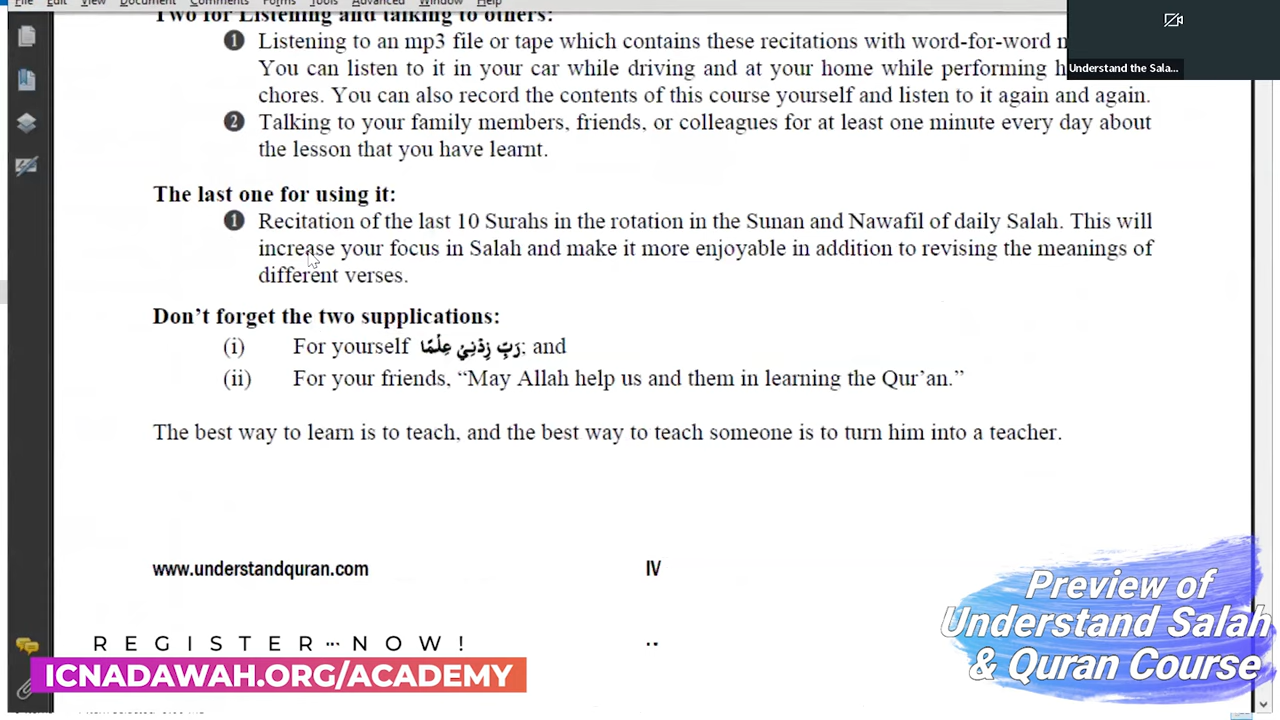 File Edit View Document Comments Forms Tools Advanced Window Help
Two for Listening and talking to others:
❶ Listening to an mp3 file or tape which contains these recitations with word-for-word
You can listen to it in your car while driving and at your home while performing
chores. You can also record the contents of this course yourself and listen to it again and again.
❷ Talking to your family members, friends, or colleagues for at least one minute every day about
the lesson that you have learnt.
The last one for using it:
❶ Recitation of the last 10 Surahs in the rotation in the Sunan and Nawafil of daily Salah. This will
increase your focus in Salah and make it more enjoyable in addition to revising the meanings of
different verses.
Don't forget the two supplications:
(i) For yourself رَبِّ زِدْنِيْ عِلْمًا; and
(ii) For your friends, “May Allah help us and them in learning the Qur’an.”
The best way to learn is to teach, and the best way to teach someone is to turn him into a teacher.
www.understandquran.com IV
Understand the Sala...
REGISTER NOW!
ICNADAWAH.ORG/ACADEMY
Preview of
Understand Salah
& Quran Course